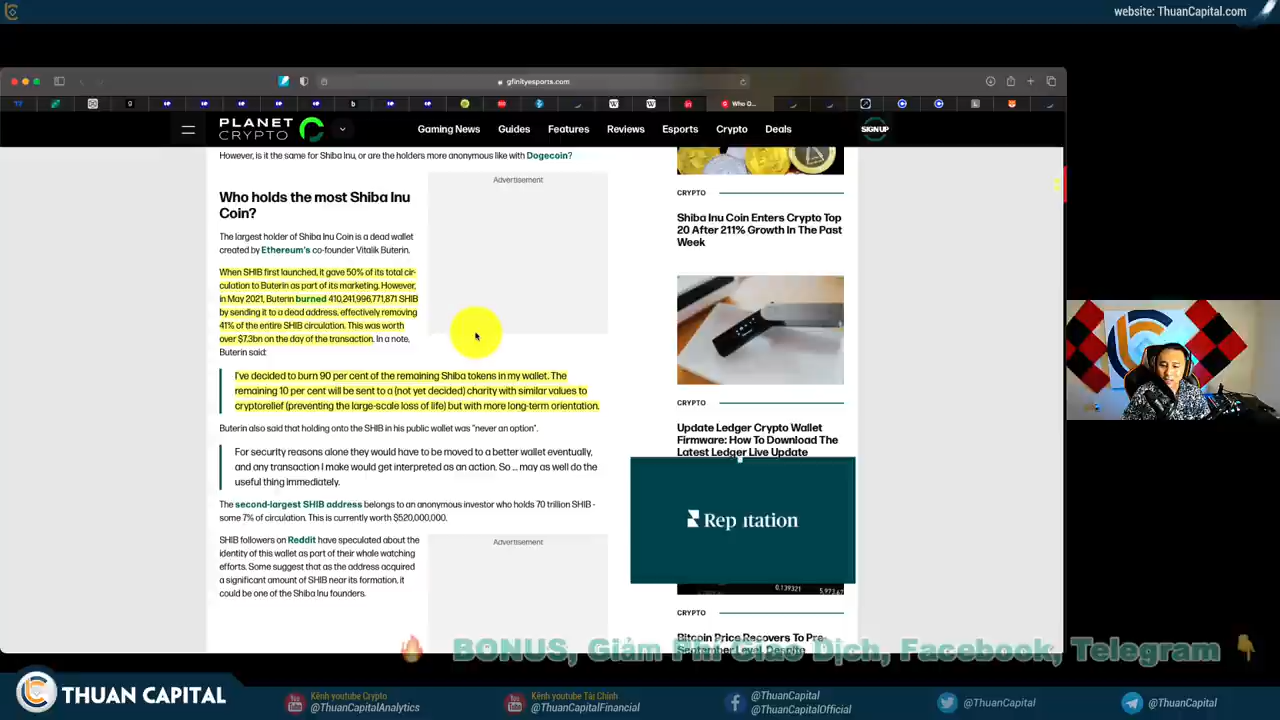 website: ThuanCapital.com
gfinityesports.com
Who D...
PLANET
CRYPTO
Gaming News
Guides
Features
Reviews
Esports
Crypto
Deals
SIGN UP
However, is it the same for Shiba Inu, or are the holders more anonymous like with Dogecoin?
Advertisement
Who holds the most Shiba Inu
Coin?
The largest holder of Shiba Inu Coin is a dead wallet
created by Ethereum's co-founder Vitalik Buterin.
When SHIB first launched, it gave 50% of its total cir-
culation to Buterin as part of its marketing. However,
in May 2021, Buterin burned 410,241,996,771,871 SHIB
by sending it to a dead address, effectively removing
41% of the entire SHIB circulation. This was worth
over $7.3bn on the day of the transaction. In a note,
Buterin said:
I've decided to burn 90 per cent of the remaining Shiba tokens in my wallet. The
remaining 10 per cent will be sent to a (not yet decided) charity with similar values to
cryptorelief (preventing the large-scale loss of life) but with more long-term orientation.
Buterin also said that holding onto the SHIB in his public wallet was "never an option".
For security reasons alone they would have to be moved to a better wallet eventually,
and any transaction I make would get interpreted as an action. So ... may as well do the
useful thing immediately.
The second-largest SHIB address belongs to an anonymous investor who holds 70 trillion SHIB -
some 7% of circulation. This is currently worth $520,000,000.
SHIB followers on Reddit have speculated about the
identity of this wallet as part of their whale watching
efforts. Some suggest that as the address acquired
a significant amount of SHIB near its formation, it
could be one of the Shiba Inu founders.
Advertisement
CRYPTO
Shiba Inu Coin Enters Crypto Top
20 After 211% Growth In The Past
Week
CRYPTO
Update Ledger Crypto Wallet
Firmware: How To Download The
Latest Ledger Live Update
Reputation
0.139321
5,973.67
CRYPTO
Bitcoin Price Recovers To Pre-
September Level, Despite
BONUS, Giảm Phí Giao Dịch, Facebook, Telegram
THUAN CAPITAL
Kênh youtube Crypto
@ThuanCapitalAnalytics
Kênh youtube Tài Chính
@ThuanCapitalFinancial
@ThuanCapital
@ThuanCapitalOfficial
@ThuanCapital
@ThuanCapital